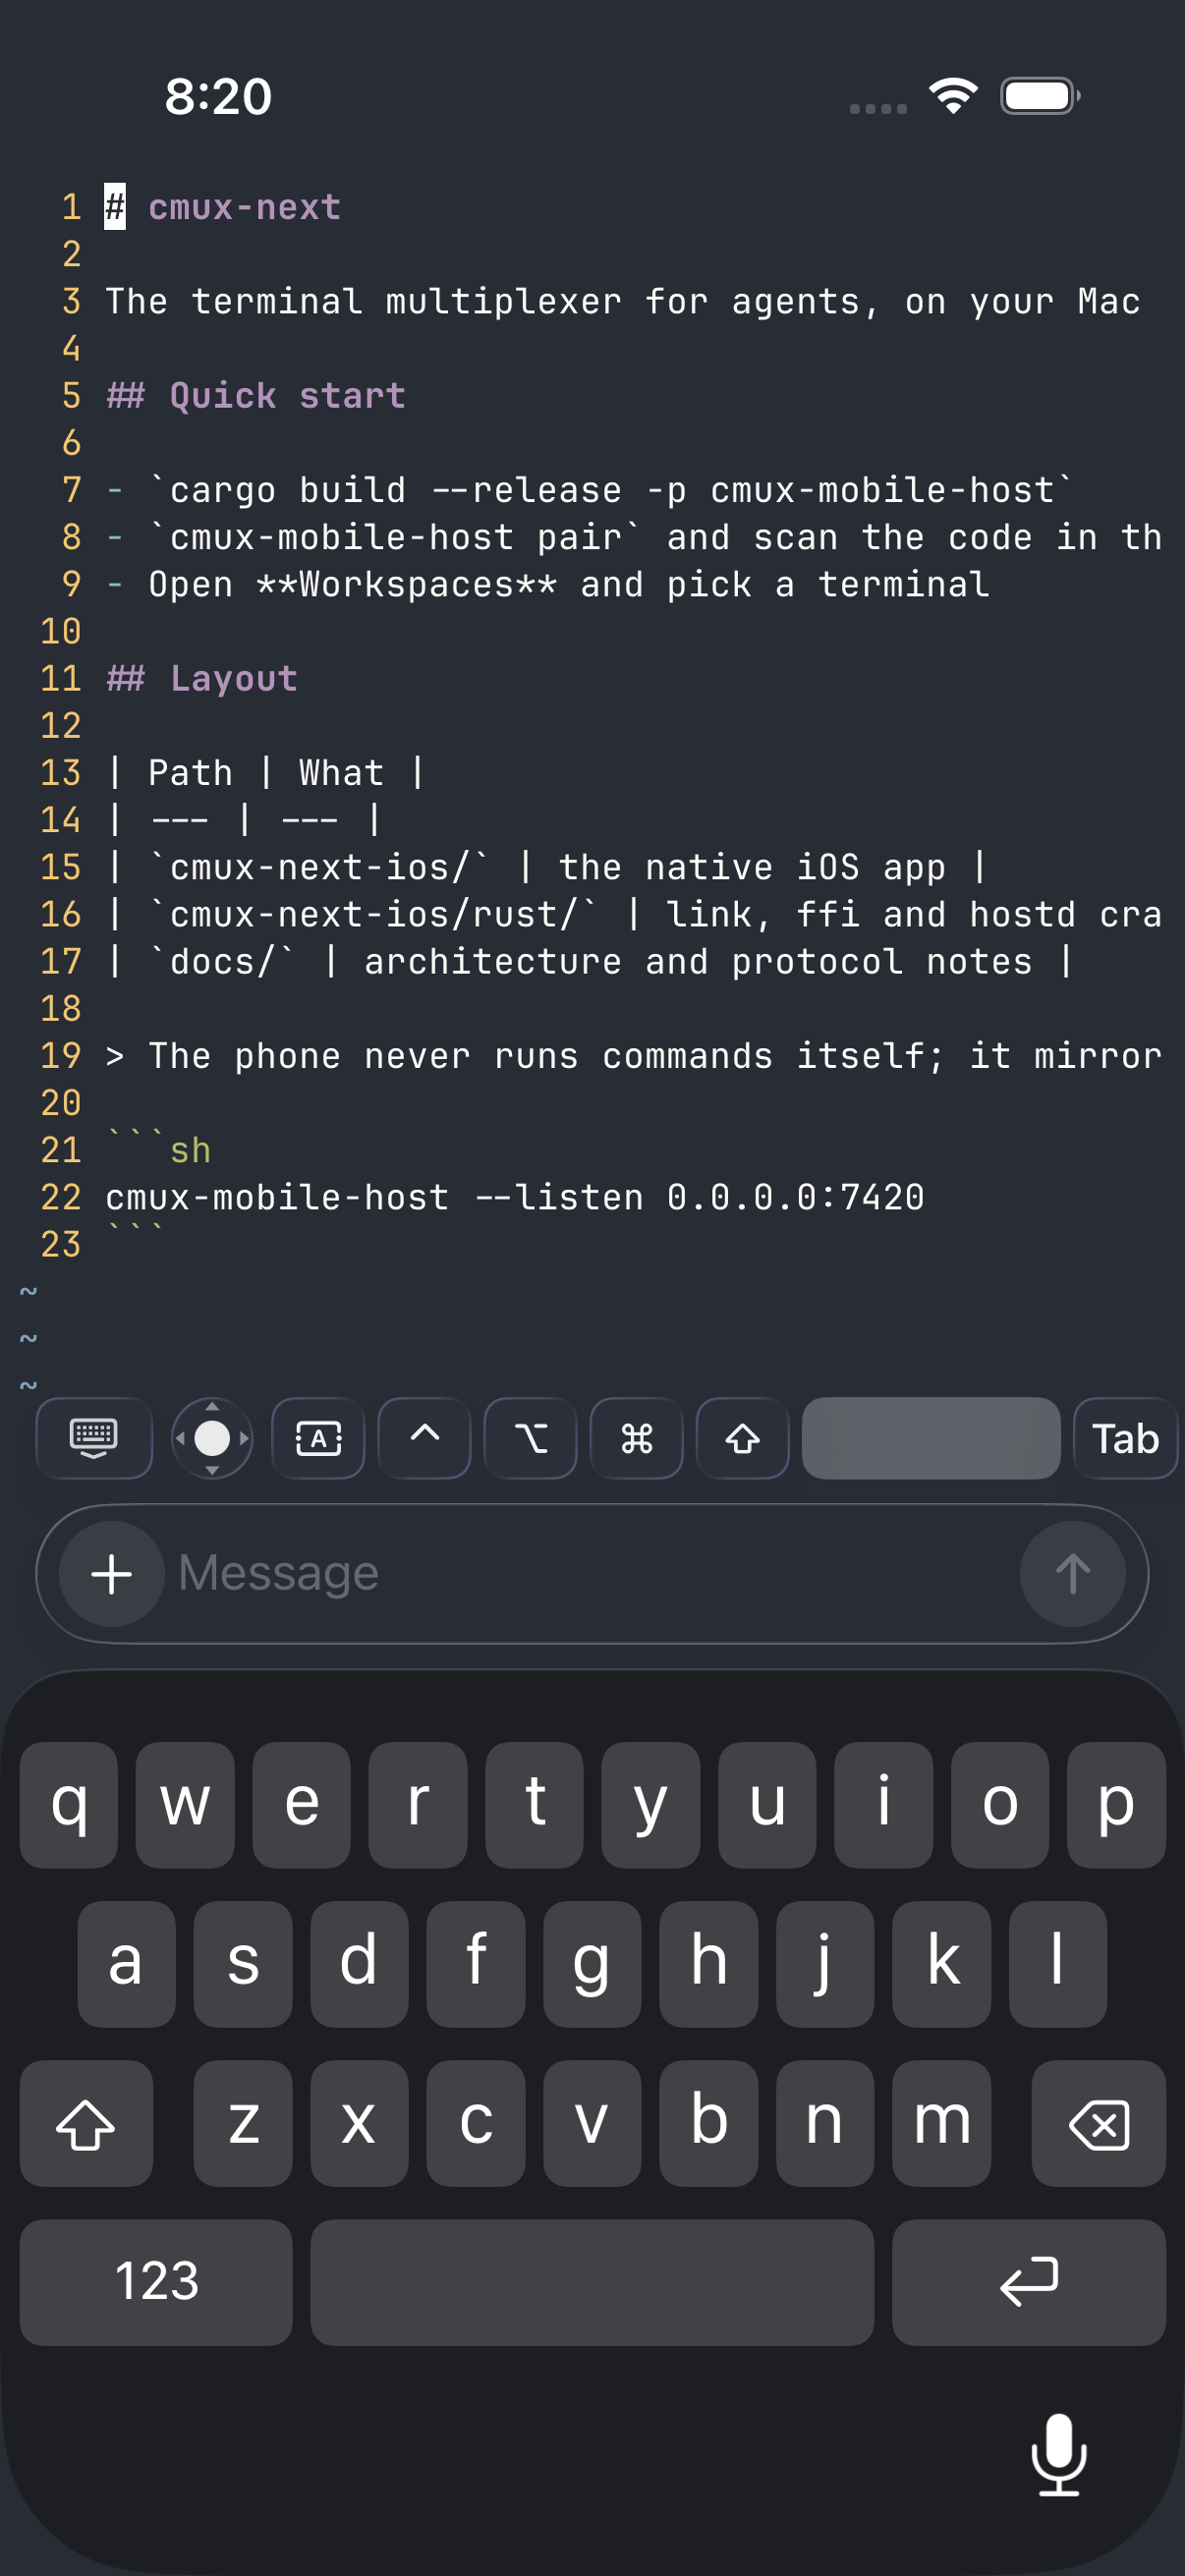 8:20
1 # cmux-next
2
3 The terminal multiplexer for agents, on your Mac
4
5 ## Quick start
6
7 - `cargo build --release -p cmux-mobile-host`
8 - `cmux-mobile-host pair` and scan the code in th
9 - Open **Workspaces** and pick a terminal
10
11 ## Layout
12
13 | Path | What |
14 | --- | --- |
15 | `cmux-next-ios/` | the native iOS app |
16 | `cmux-next-ios/rust/` | link, ffi and hostd cra
17 | `docs/` | architecture and protocol notes |
18
19 > The phone never runs commands itself; it mirror
20
21 ```sh
22 cmux-mobile-host --listen 0.0.0.0:7420
23 ```
~
~
~
A ^ ⌥ ⌘ Tab
Message
q w e r t y u i o p
a s d f g h j k l
z x c v b n m
123